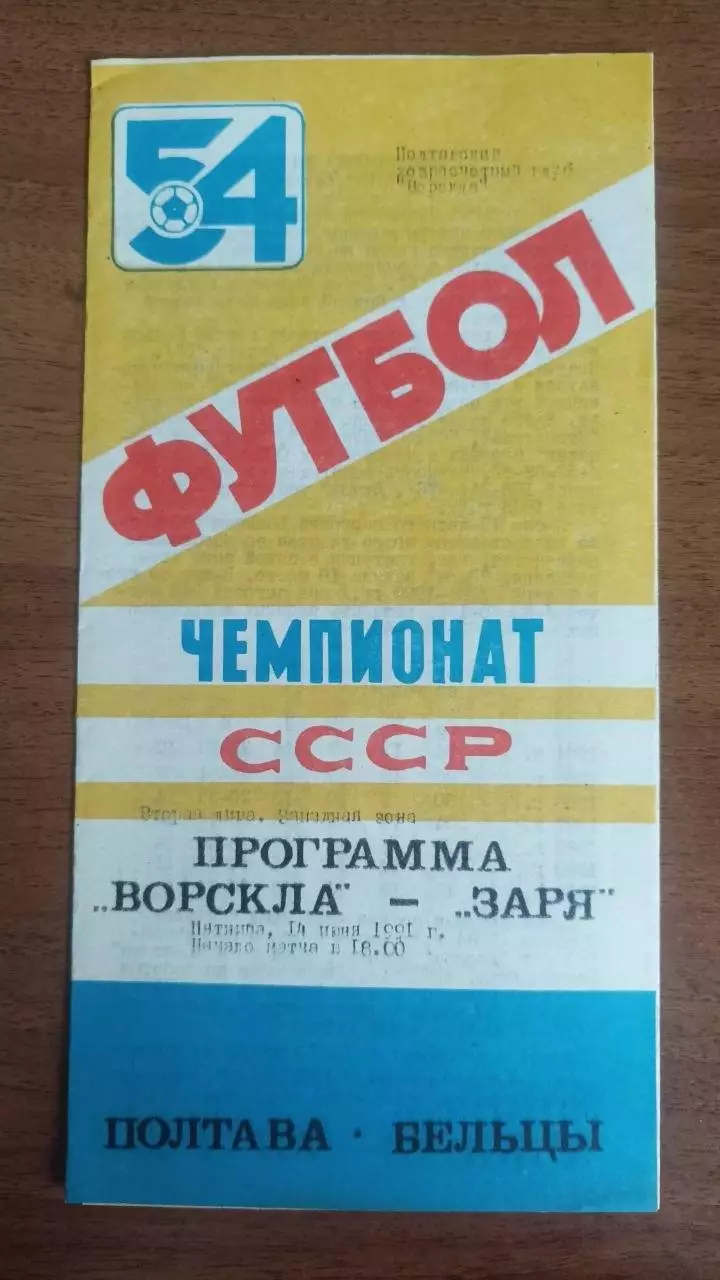 54
Полтавский
хозрасчетный клуб
"Ворскла"
ФУТБОЛ
ЧЕМПИОНАТ
СССР
Вторая лига. Западная зона
ПРОГРАММА
„ВОРСКЛА" — „ЗАРЯ"
Пятница, 14 июня 1991 г.
Начало матча в 18.00
ПОЛТАВА · БЕЛЬЦЫ